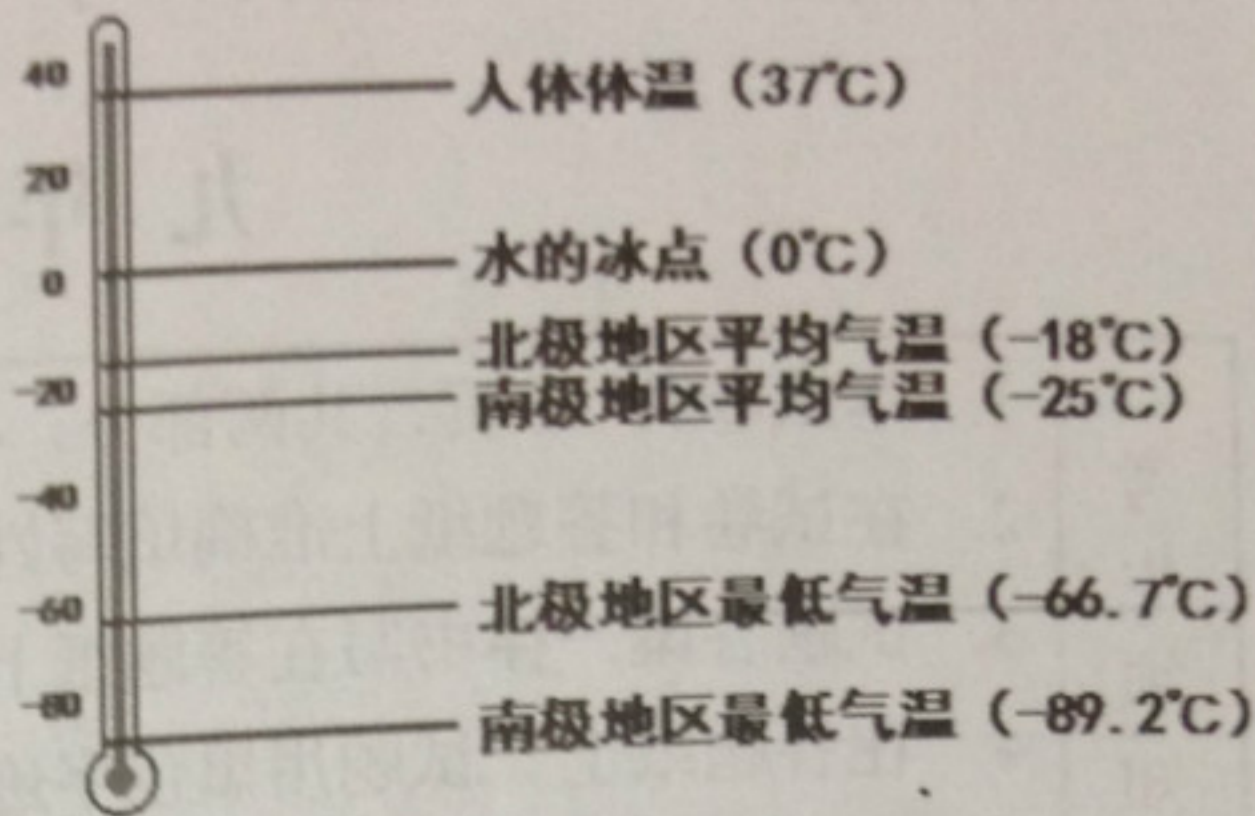 40
人体体温（37℃）
20
水的冰点（0℃）
0
北极地区平均气温（-18℃）
-20
南极地区平均气温（-25℃）
-40
北极地区最低气温（-66.7℃）
-60
-80
南极地区最低气温（-89.2℃）